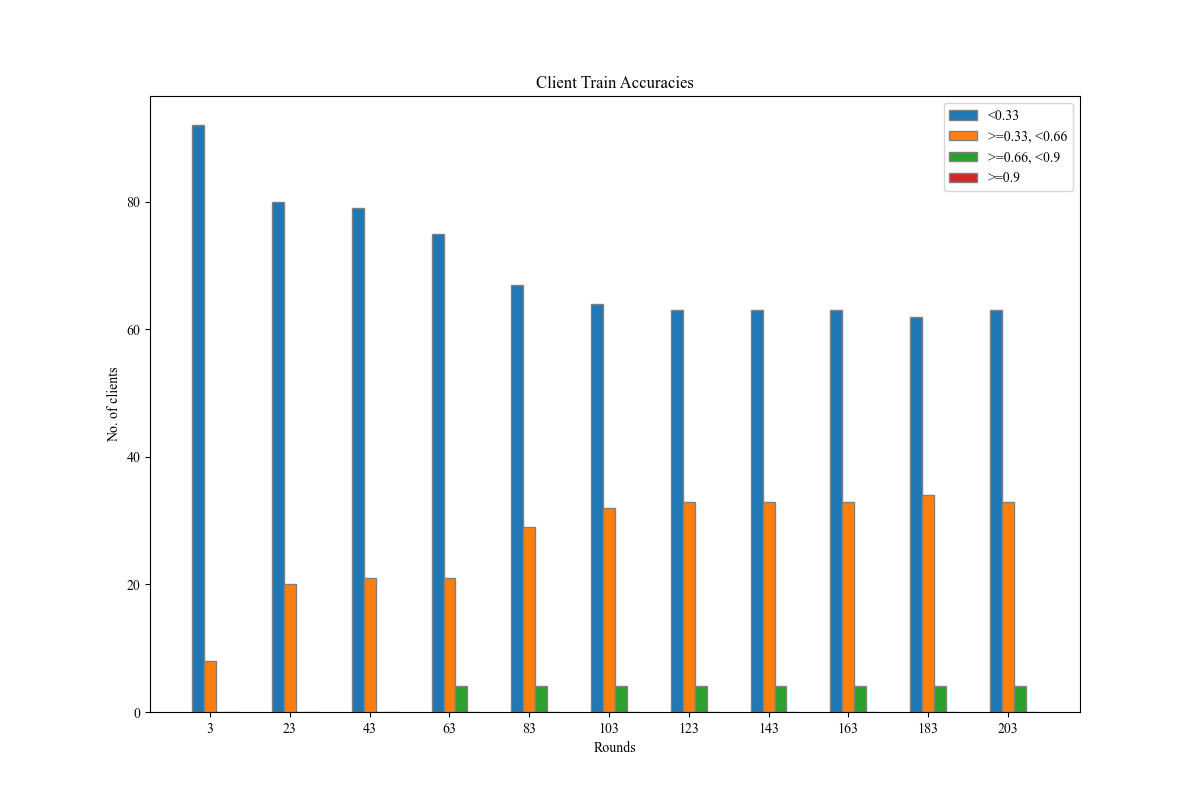 Client Train Accuracies
<0.33
>=0.33, <0.66
>=0.66, <0.9
>=0.9
80
60
40
20
0
No. of clients
3 23 43 63 83 103 123 143 163 183 203
Rounds